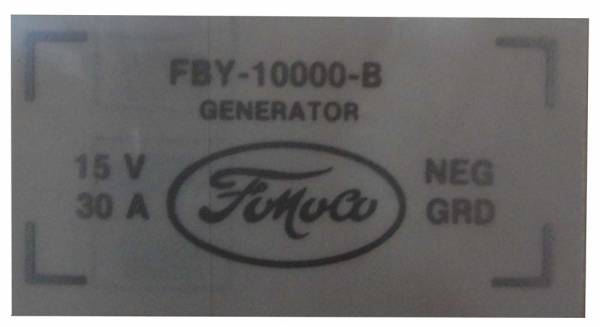 FBY-10000-B
GENERATOR
15 V FoMoCo NEG
30 A GRD